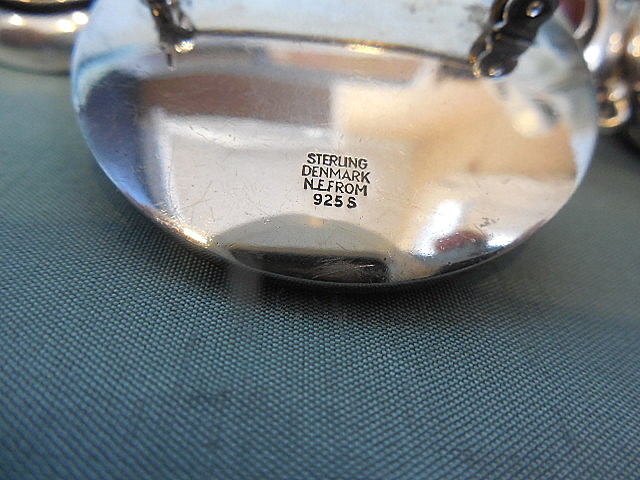 STERLING
DENMARK
N.E.FROM
925 S